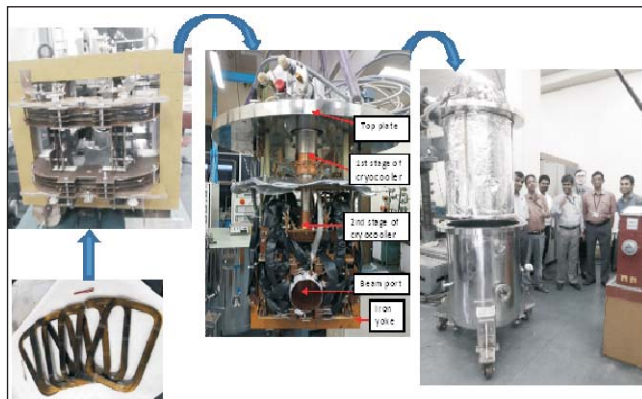 Top plate
1st stage of
cryocooler
2nd stage of
cryocooler
Beam port
Iron
yoke